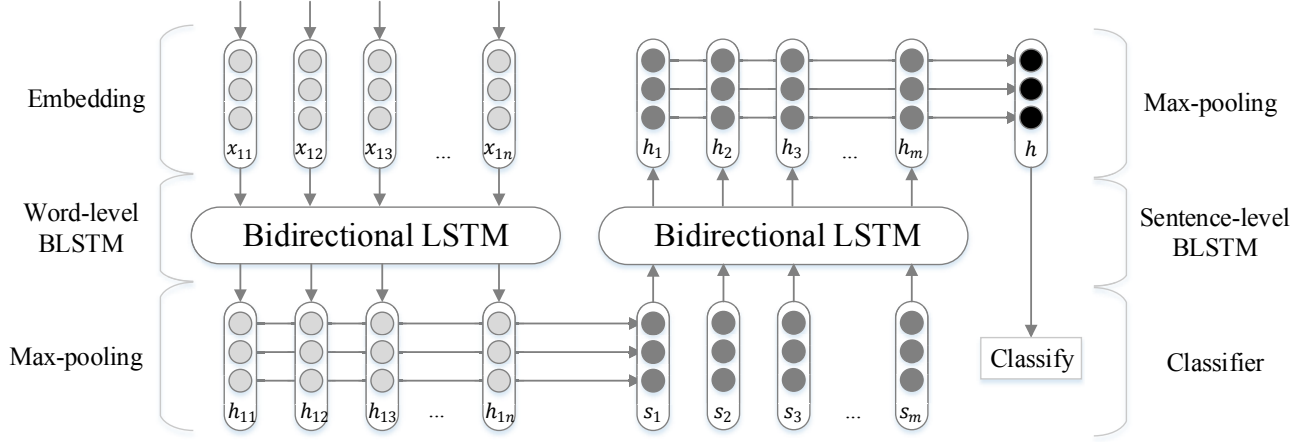 Embedding
x₁₁ x₁₂ x₁₃ ... x₁ₙ
Word-level
BLSTM
Bidirectional LSTM
Max-pooling
h₁₁ h₁₂ h₁₃ ... h₁ₙ
h₁ h₂ h₃ ... hₘ h
Max-pooling
Bidirectional LSTM
Sentence-level
BLSTM
s₁ s₂ s₃ ... sₘ
Classify
Classifier